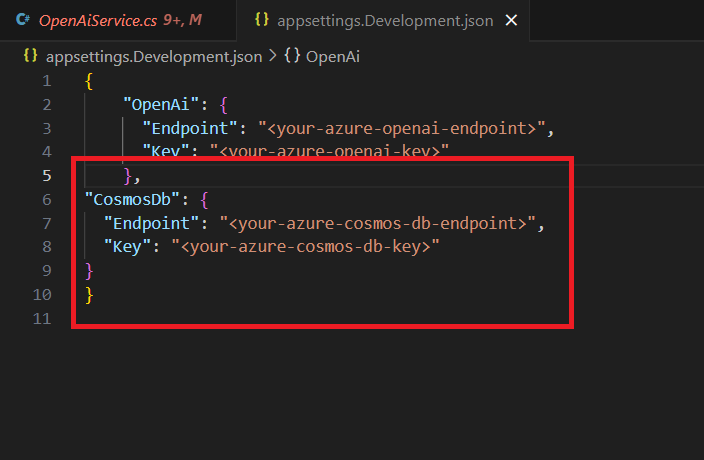 C# OpenAiService.cs 9+, M {} appsettings.Development.json ×
{} appsettings.Development.json > {} OpenAi
1 {
2 "OpenAi": {
3 "Endpoint": "<your-azure-openai-endpoint>",
4 "Key": "<your-azure-openai-key>"
5 },
6 "CosmosDb": {
7 "Endpoint": "<your-azure-cosmos-db-endpoint>",
8 "Key": "<your-azure-cosmos-db-key>"
9 }
10 }
11